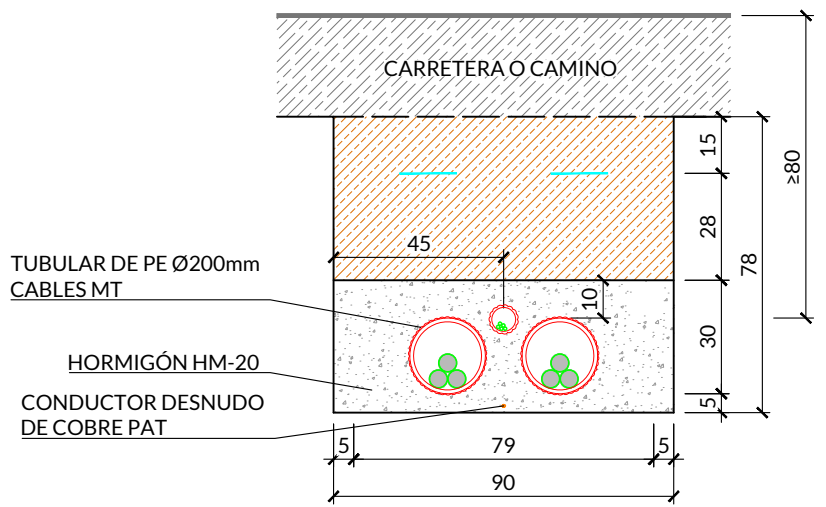 CARRETERA O CAMINO
15
≥80
28
78
45
TUBULAR DE PE Ø200mm
CABLES MT
10
30
HORMIGÓN HM-20
CONDUCTOR DESNUDO
DE COBRE PAT
5
5
79
5
90